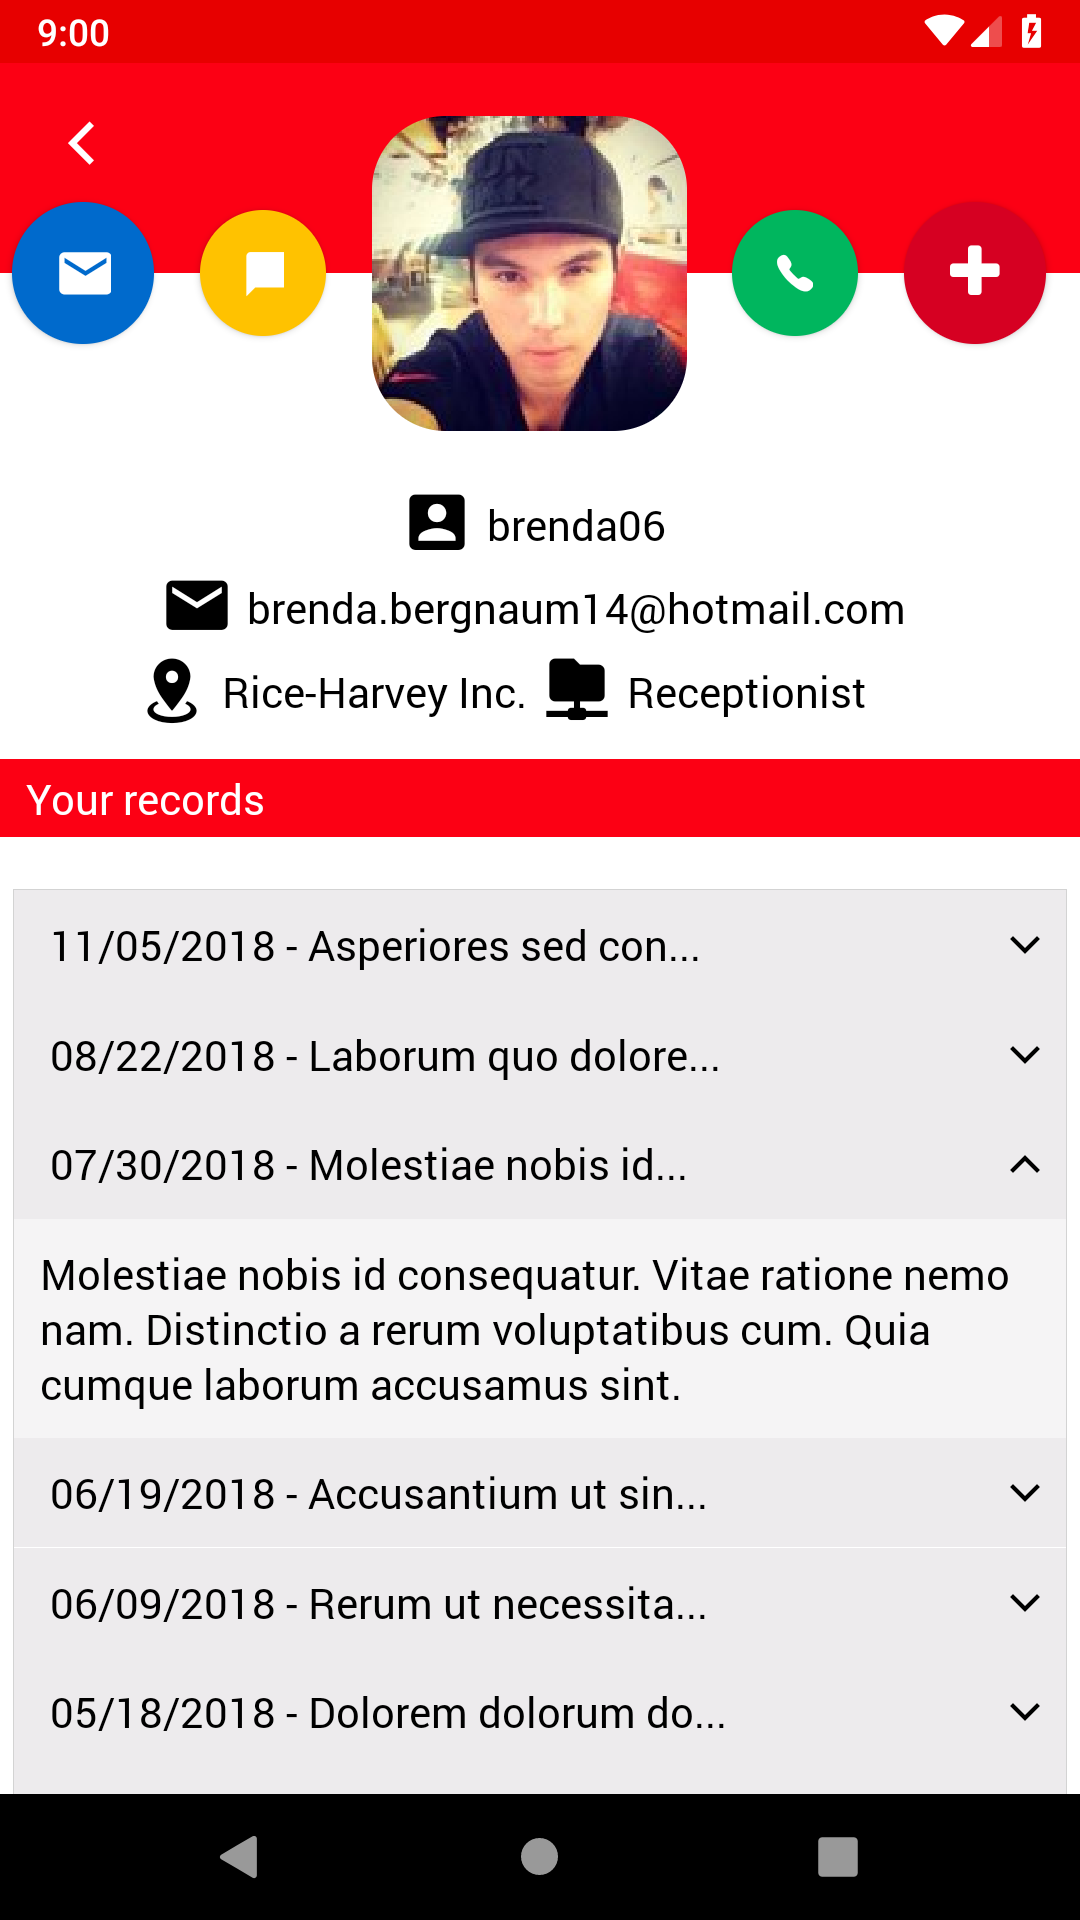 9:00
brenda06
brenda.bergnaum14@hotmail.com
Rice-Harvey Inc. Receptionist
Your records
11/05/2018 - Asperiores sed con...
08/22/2018 - Laborum quo dolore...
07/30/2018 - Molestiae nobis id...
Molestiae nobis id consequatur. Vitae ratione nemo
nam. Distinctio a rerum voluptatibus cum. Quia
cumque laborum accusamus sint.
06/19/2018 - Accusantium ut sin...
06/09/2018 - Rerum ut necessita...
05/18/2018 - Dolorem dolorum do...